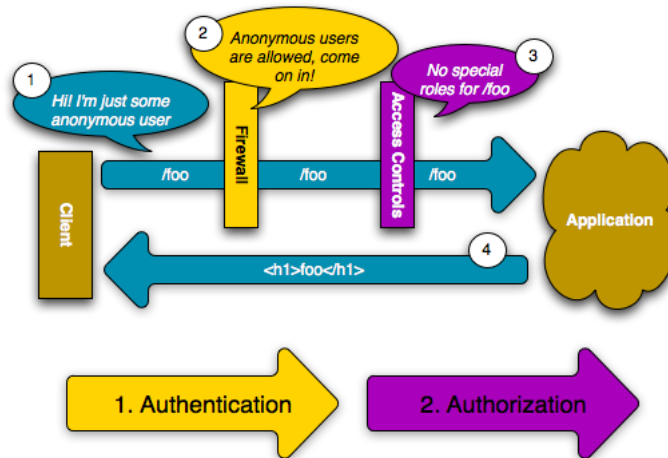 1
Hi! I'm just some
anonymous user
2
Anonymous users
are allowed, come
on in!
3
No special
roles for /foo
Client
/foo
Firewall
/foo
Access Controls
/foo
Application
4
<h1>foo</h1>
1. Authentication
2. Authorization